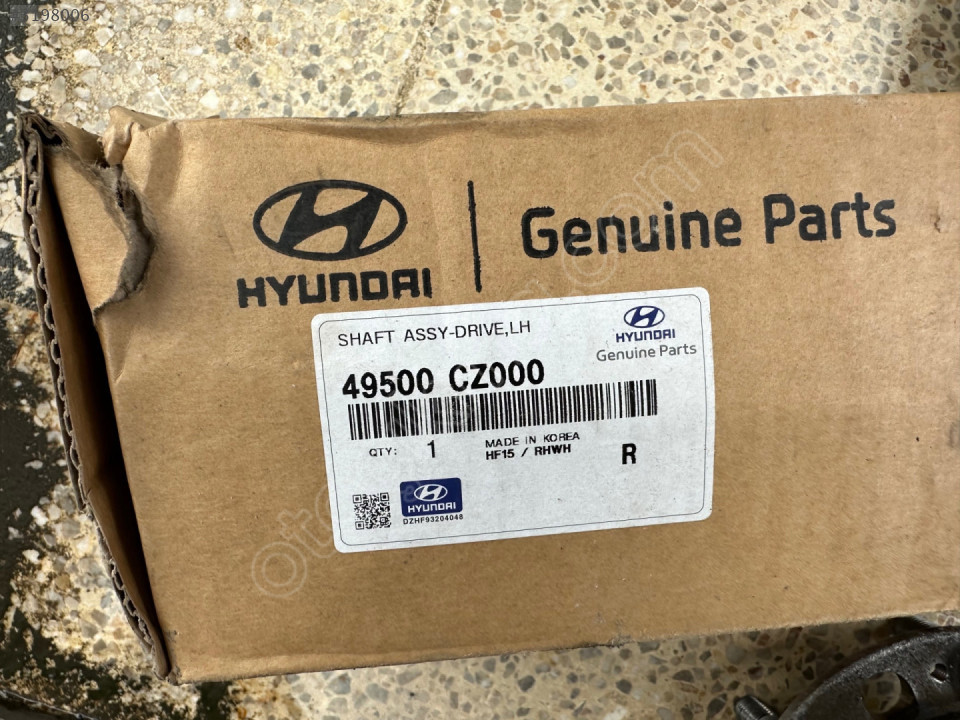 198006
HYUNDAI
Genuine Parts
SHAFT ASSY-DRIVE,LH
HYUNDAI
Genuine Parts
49500 CZ000
QTY: 1
MADE IN KOREA
HF15 / RHWH
R
HYUNDAI
DZHF93204048